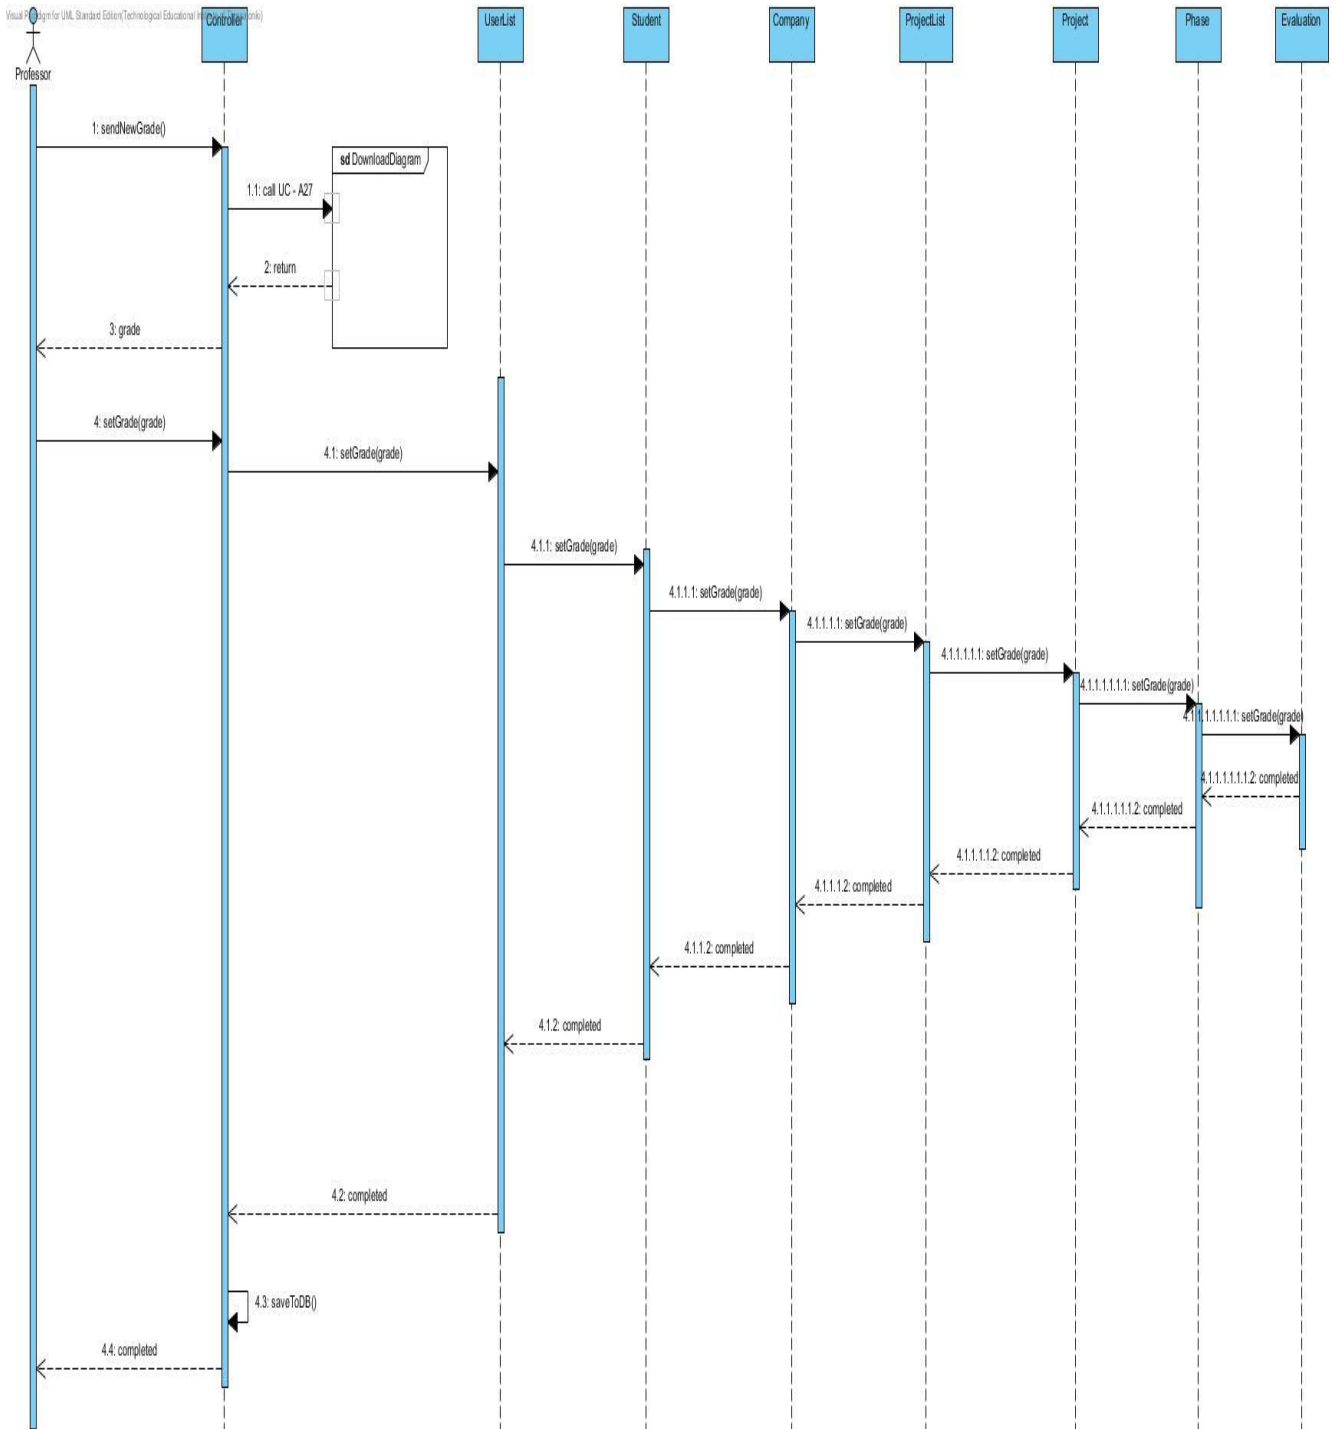 Visual Paradigm for UML Standard Edition(Technological Educational
Controller
UserList
Student
Company
ProjectList
Project
Phase
Evaluation
Professor
1: sendNewGrade()
sd DownloadDiagram
1.1: call UC - A27
2: return
3: grade
4: setGrade(grade)
4.1: setGrade(grade)
4.1.1: setGrade(grade)
4.1.1.1: setGrade(grade)
4.1.1.1.1: setGrade(grade)
4.1.1.1.1.1: setGrade(grade)
4.1.1.1.1.1.1: setGrade(grade)
4.1.1.1.1.1.1.1: setGrade(grade)
4.1.1.1.1.1.1.2: completed
4.1.1.1.1.1.2: completed
4.1.1.1.1.2: completed
4.1.1.1.2: completed
4.1.1.2: completed
4.1.2: completed
4.2: completed
4.3: saveToDB()
4.4: completed